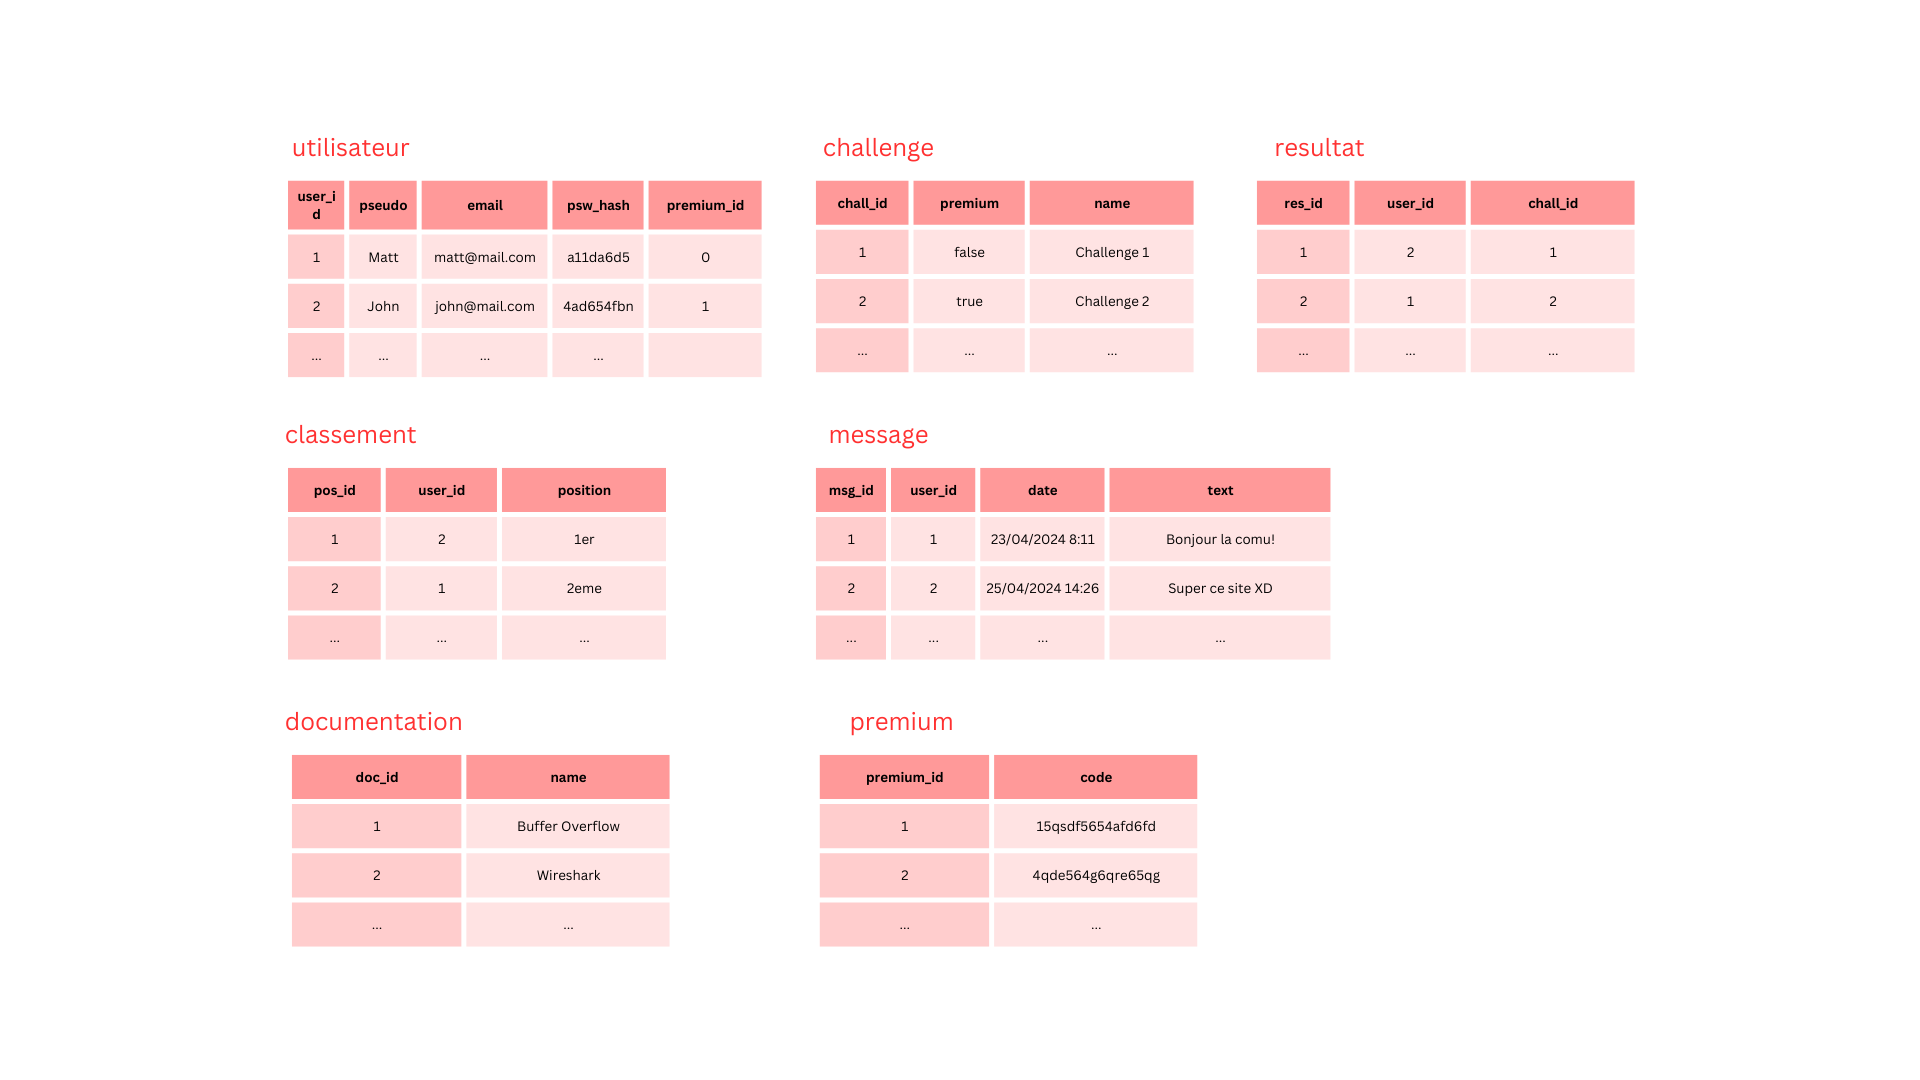 utilisateur
user_i
d
pseudo email psw_hash premium_id
1 Matt matt@mail.com a11da6d5 0
2 John john@mail.com 4ad654fbn 1
... ... ... ...
challenge
chall_id premium name
1 false Challenge 1
2 true Challenge 2
... ... ...
resultat
res_id user_id chall_id
1 2 1
2 1 2
... ... ...
classement
pos_id user_id position
1 2 1er
2 1 2eme
... ... ...
message
msg_id user_id date text
1 1 23/04/2024 8:11 Bonjour la comu!
2 2 25/04/2024 14:26 Super ce site XD
... ... ... ...
documentation
doc_id name
1 Buffer Overflow
2 Wireshark
... ...
premium
premium_id code
1 15qsdf5654afd6fd
2 4qde564g6qre65qg
... ...